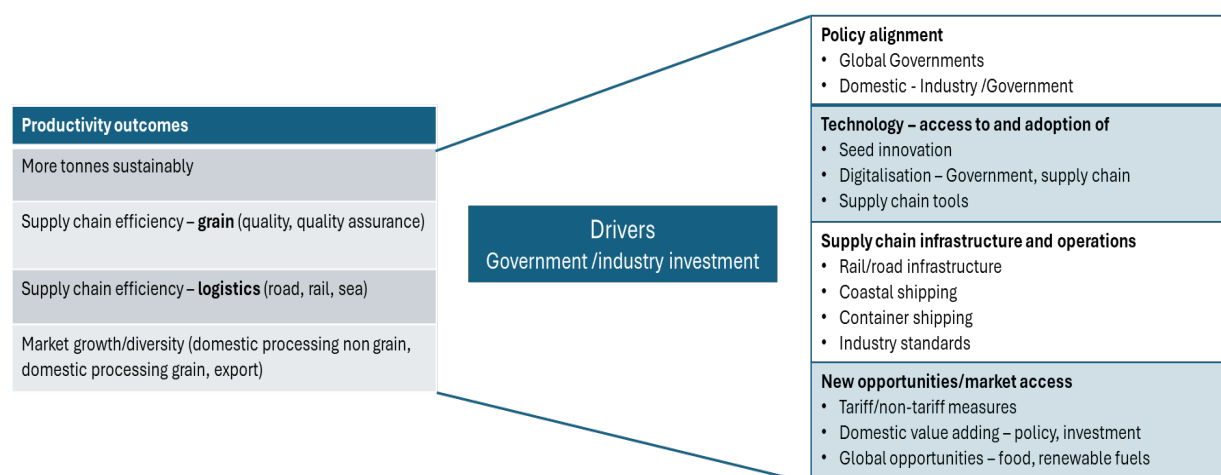 Productivity outcomes
More tonnes sustainably
Supply chain efficiency – grain (quality, quality assurance)
Supply chain efficiency – logistics (road, rail, sea)
Market growth/diversity (domestic processing non grain,
domestic processing grain, export)
Drivers
Government /industry investment
Policy alignment
• Global Governments
• Domestic - Industry /Government
Technology – access to and adoption of
• Seed innovation
• Digitalisation – Government, supply chain
• Supply chain tools
Supply chain infrastructure and operations
• Rail/road infrastructure
• Coastal shipping
• Container shipping
• Industry standards
New opportunities/market access
• Tariff/non-tariff measures
• Domestic value adding – policy, investment
• Global opportunities – food, renewable fuels